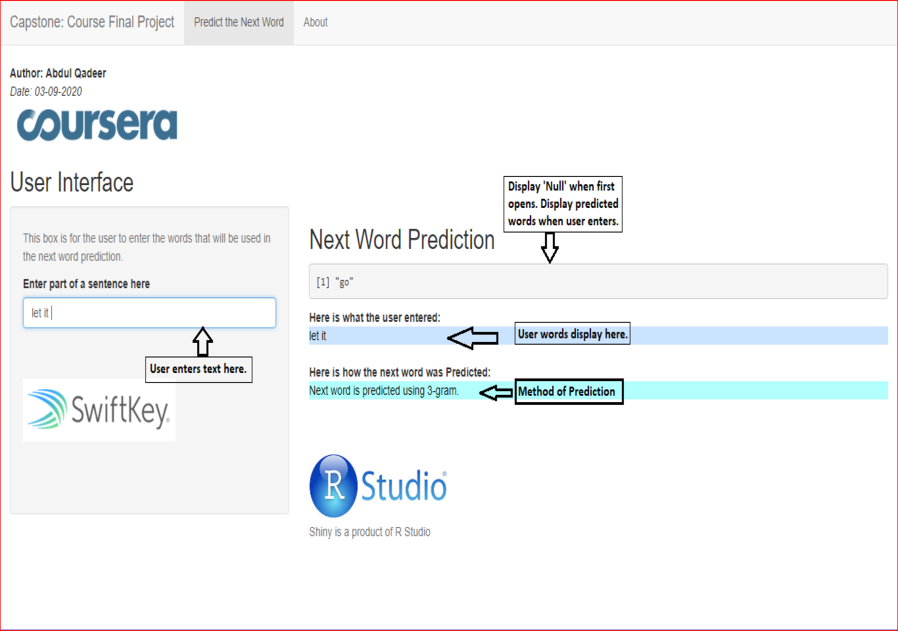 Capstone: Course Final Project
Predict the Next Word
About
Author: Abdul Qadeer
Date: 03-09-2020
coursera
User Interface
This box is for the user to enter the words that will be used in
the next word prediction.
Enter part of a sentence here
let it
User enters text here.
SwiftKey
Display 'Null' when first
opens. Display predicted
words when user enters.
Next Word Prediction
[1] "go"
Here is what the user entered:
let it
User words display here.
Here is how the next word was Predicted:
Next word is predicted using 3-gram.
Method of Prediction
R Studio
Shiny is a product of R Studio